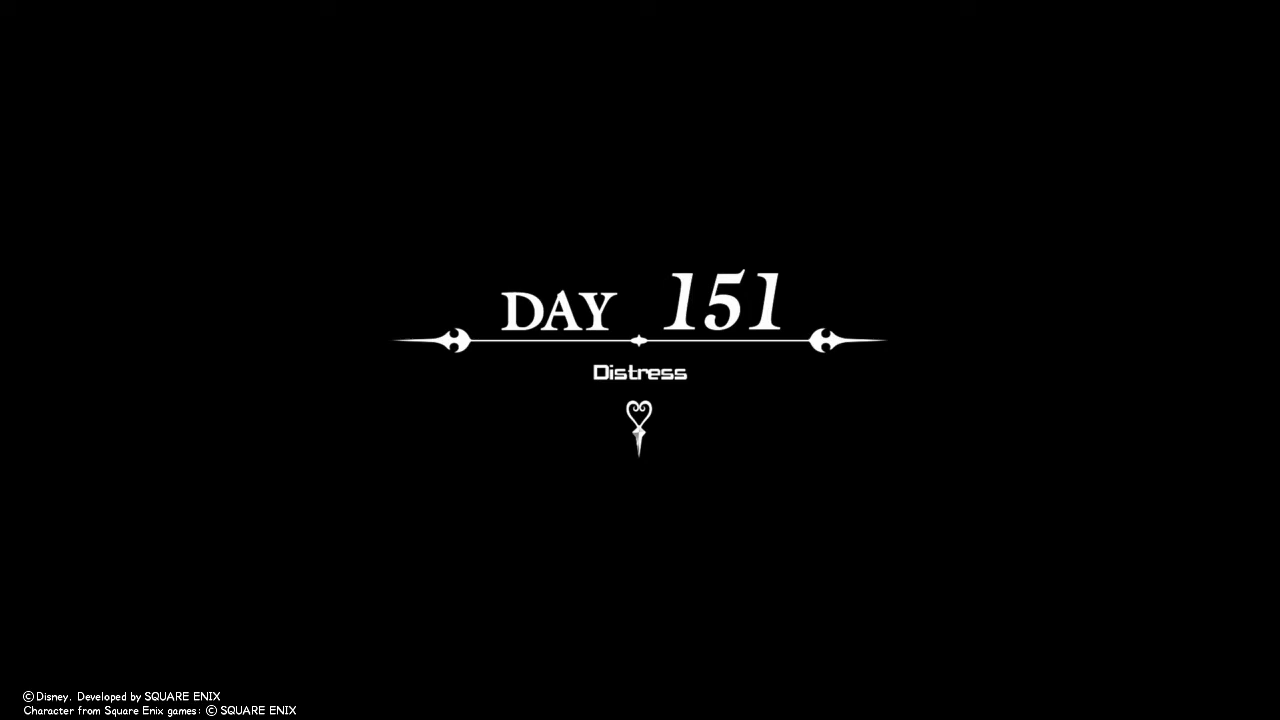 DAY 151
Distress
©Disney. Developed by SQUARE ENIX
Character from Square Enix games: © SQUARE ENIX